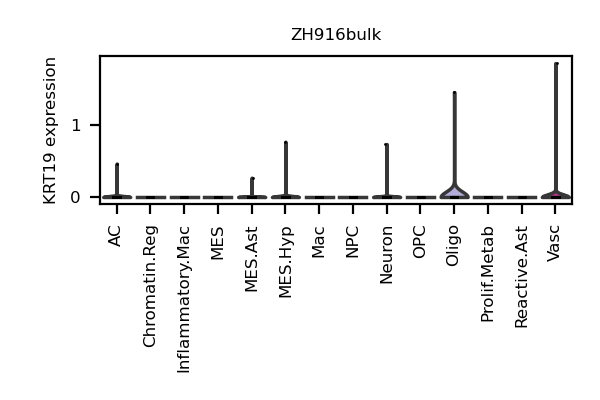 ZH916bulk
KRT19 expression
1
0
AC
Chromatin.Reg
Inflammatory.Mac
MES
MES.Ast
MES.Hyp
Mac
NPC
Neuron
OPC
Oligo
Prolif.Metab
Reactive.Ast
Vasc